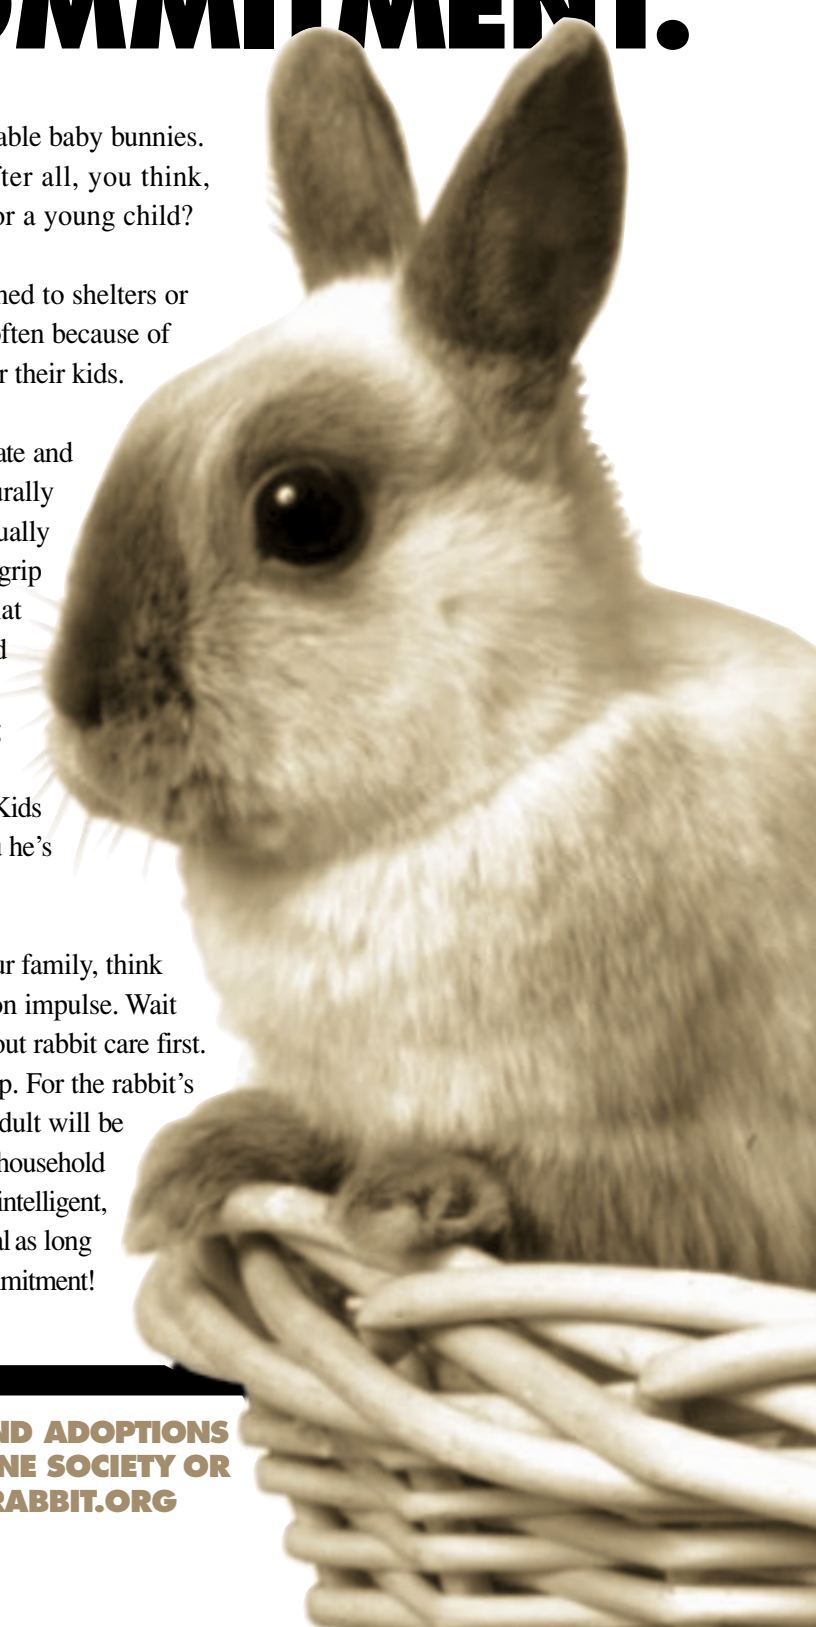 OMMITMENT.
able baby bunnies.
fter all, you think,
or a young child?
ned to shelters or
often because of
r their kids.
ate and
urally
ually
grip
at
d
Kids
he’s
ur family, think
on impulse. Wait
out rabbit care first.
p. For the rabbit’s
dult will be
household
intelligent,
al as long
mitment!
ND ADOPTIONS
NE SOCIETY OR
RABBIT.ORG